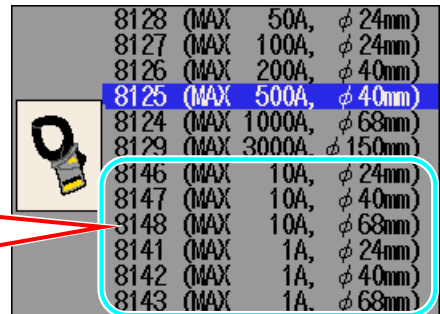 8128 (MAX 50A, φ24mm)
8127 (MAX 100A, φ24mm)
8126 (MAX 200A, φ40mm)
8125 (MAX 500A, φ40mm)
8124 (MAX 1000A, φ68mm)
8129 (MAX 3000A, φ150mm)
8146 (MAX 10A, φ24mm)
8147 (MAX 10A, φ40mm)
8148 (MAX 10A, φ68mm)
8141 (MAX 1A, φ24mm)
8142 (MAX 1A, φ40mm)
8143 (MAX 1A, φ68mm)